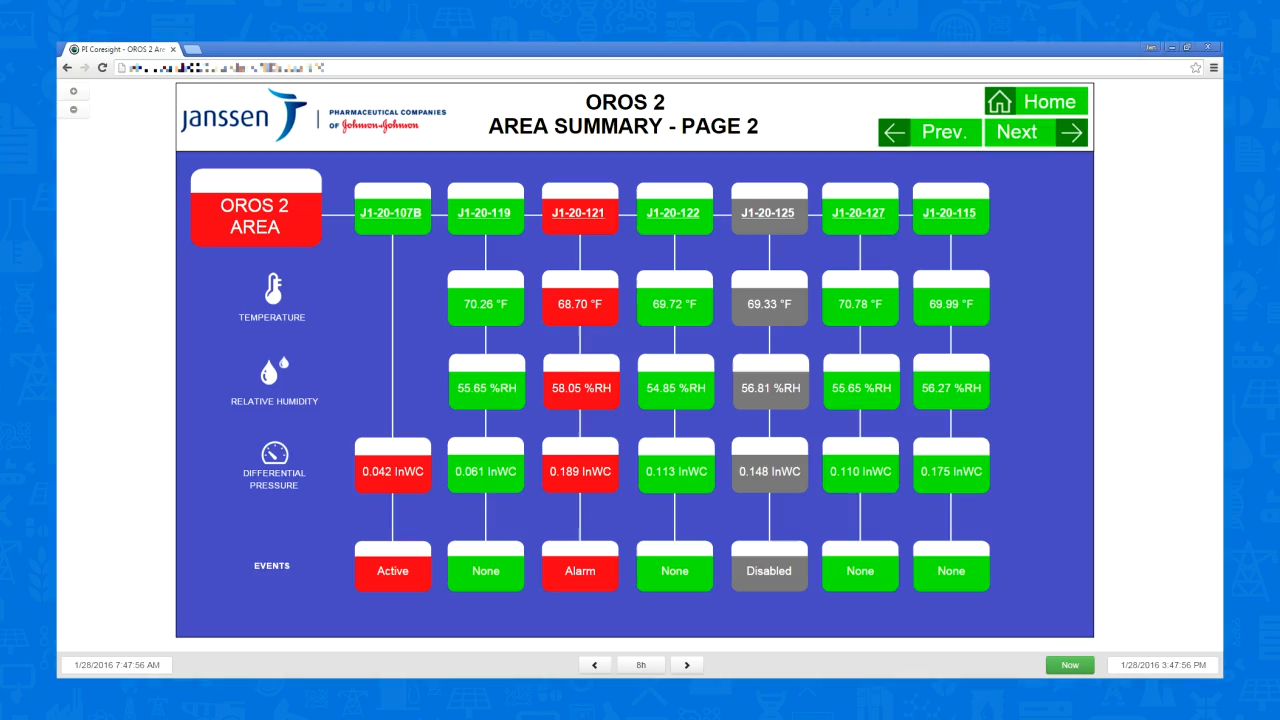 PI Coresight - OROS 2 Are
janssen
PHARMACEUTICAL COMPANIES
OF Johnson & Johnson
OROS 2
AREA SUMMARY - PAGE 2
Home
Prev.
Next
OROS 2
AREA
J1-20-107B
J1-20-119
J1-20-121
J1-20-122
J1-20-125
J1-20-127
J1-20-115
TEMPERATURE
70.26 °F
68.70 °F
69.72 °F
69.33 °F
70.78 °F
69.99 °F
RELATIVE HUMIDITY
55.65 %RH
58.05 %RH
54.85 %RH
56.81 %RH
55.65 %RH
56.27 %RH
DIFFERENTIAL
PRESSURE
0.042 InWC
0.061 InWC
0.189 InWC
0.113 InWC
0.148 InWC
0.110 InWC
0.175 InWC
EVENTS
Active
None
Alarm
None
Disabled
None
None
1/28/2016 7:47:56 AM
8h
Now
1/28/2016 3:47:56 PM